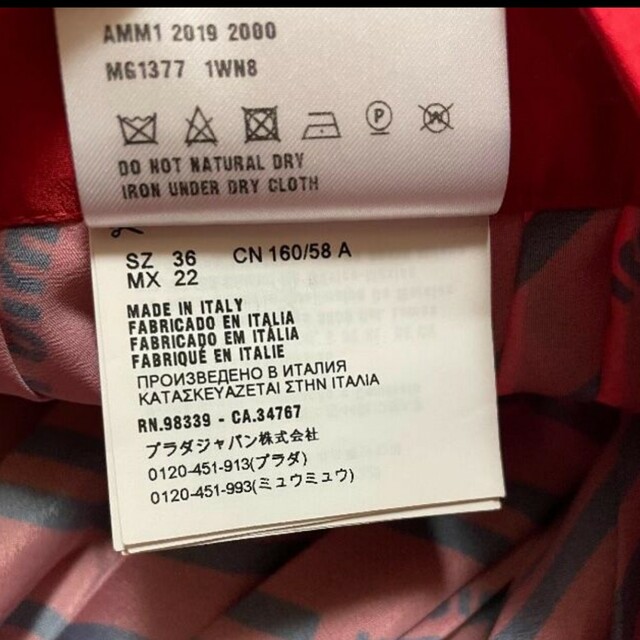 AMM1 2019 2000
MG1377 1WN8
P
DO NOT NATURAL DRY
IRON UNDER DRY CLOTH
SZ 36 CN 160/58 A
MX 22
MADE IN ITALY
FABRICADO EN ITALIA
FABRICADO EM ITÀLIA
FABRIQUÉ EN ITALIE
ПРОИЗВЕДЕНО В ИТАЛИЯ
ΚΑΤΑΣΚΕΥΑΖΕΤΑΙ ΣΤΗΝ ΙΤΑΛΙΑ
RN.98339 - CA.34767
プラダジャパン株式会社
0120-451-913(プラダ)
0120-451-993(ミュウミュウ)